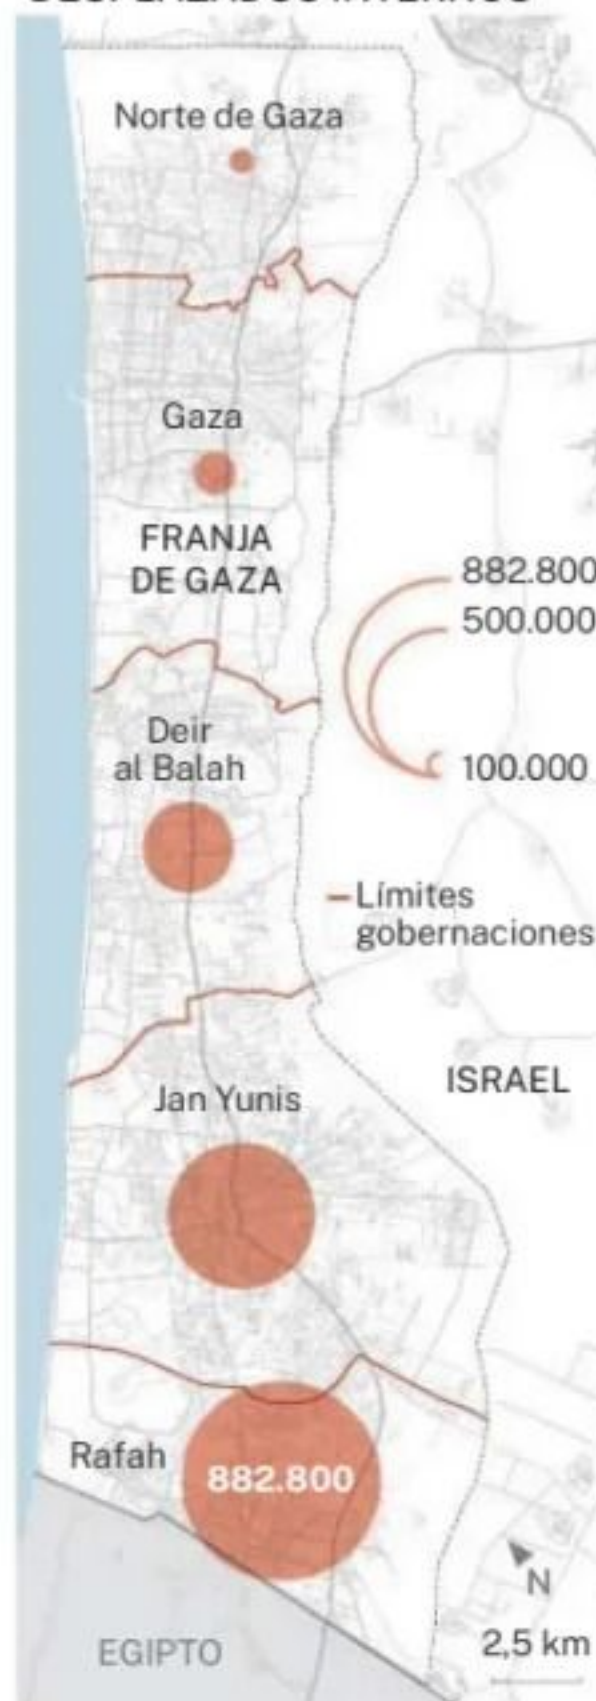 Norte de Gaza
Gaza
FRANJA
DE GAZA
882.800
500.000
100.000
Deir
al Balah
Límites
gobernaciones
ISRAEL
Jan Yunis
Rafah
882.800
N
2,5 km
EGIPTO